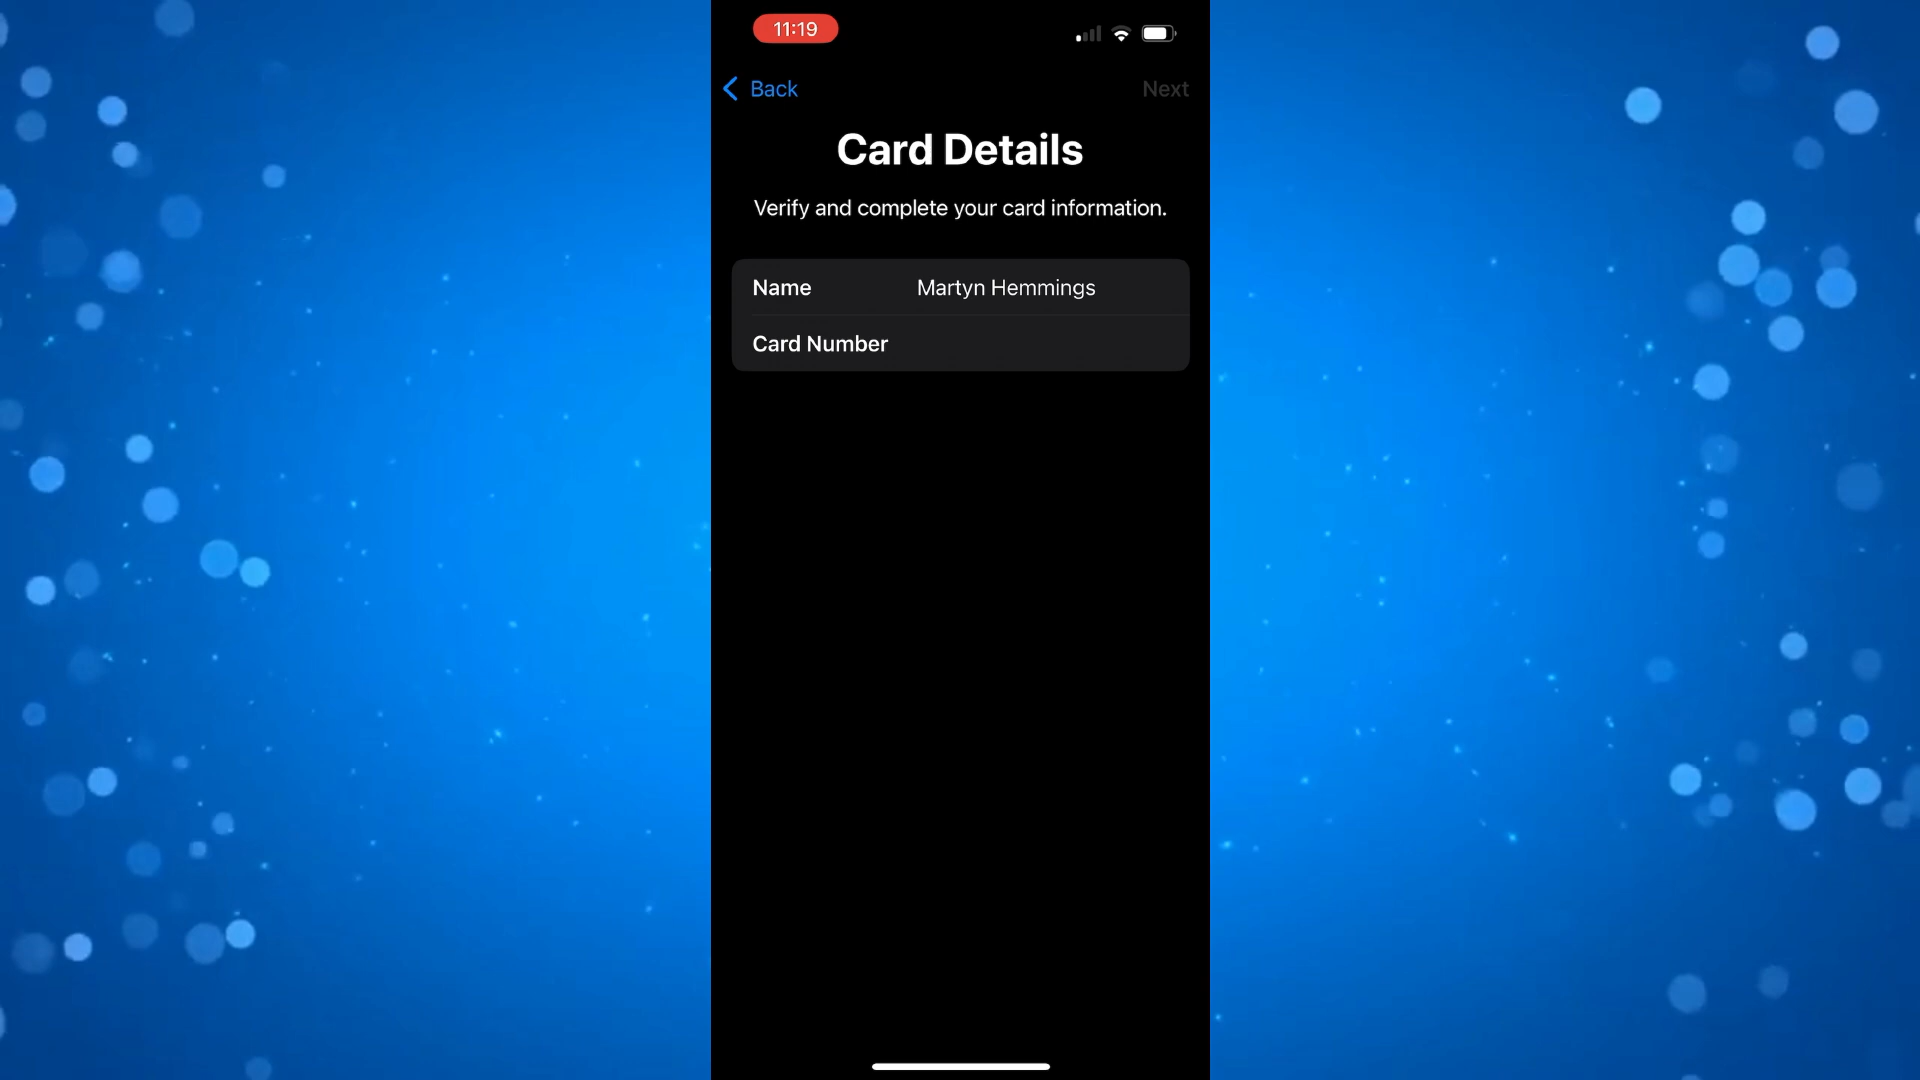 11:19
Back
Next
Card Details
Verify and complete your card information.
Name Martyn Hemmings
Card Number